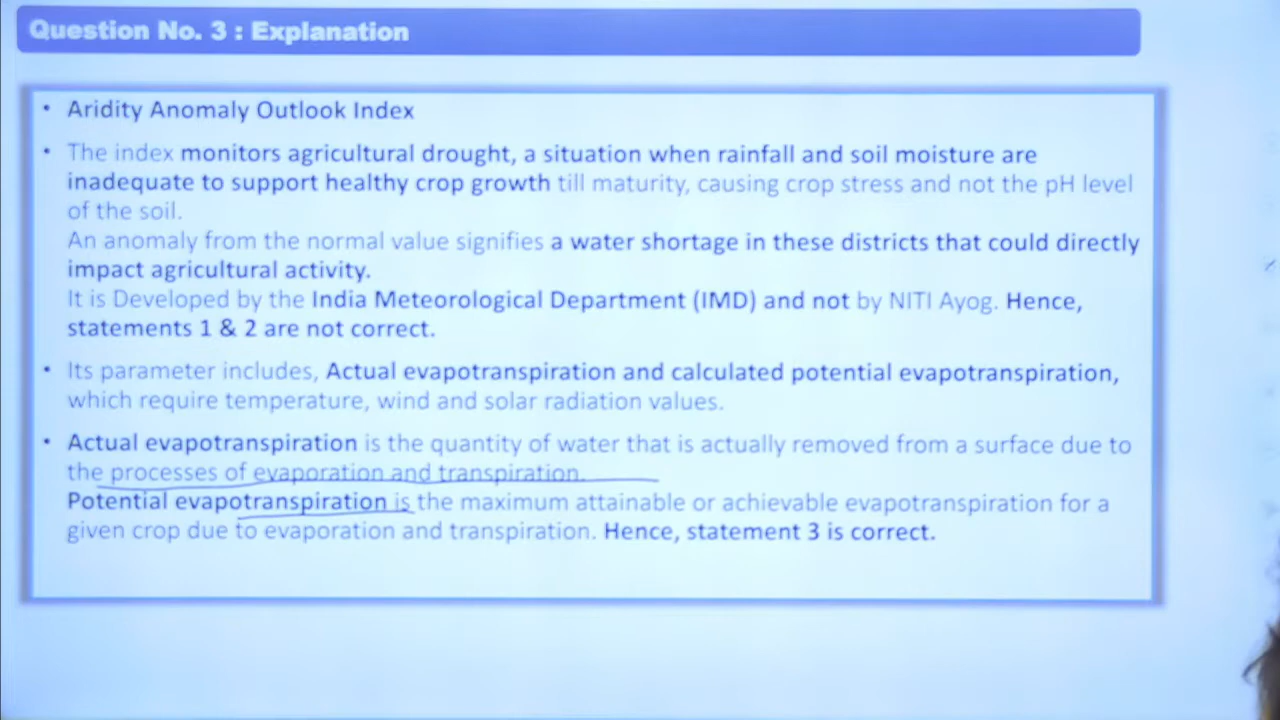 Question No. 3 : Explanation
• Aridity Anomaly Outlook Index
• The index monitors agricultural drought, a situation when rainfall and soil moisture are
inadequate to support healthy crop growth till maturity, causing crop stress and not the pH level
of the soil.
An anomaly from the normal value signifies a water shortage in these districts that could directly
impact agricultural activity.
It is Developed by the India Meteorological Department (IMD) and not by NITI Ayog. Hence,
statements 1 & 2 are not correct.
• Its parameter includes, Actual evapotranspiration and calculated potential evapotranspiration,
which require temperature, wind and solar radiation values.
• Actual evapotranspiration is the quantity of water that is actually removed from a surface due to
the processes of evaporation and transpiration.
Potential evapotranspiration is the maximum attainable or achievable evapotranspiration for a
given crop due to evaporation and transpiration. Hence, statement 3 is correct.